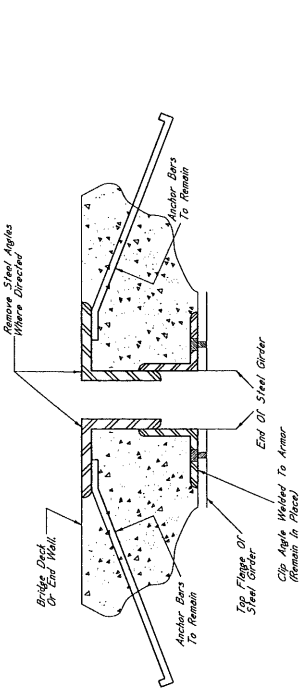 Remove Steel Angles
Where Directed
Bridge Deck
Or End Wall.
Anchor Bars
To Remain
Anchor Bars
To Remain
End Of Steel Girder
Top Flange Of
Steel Girder
Clip Angle Welded To Armor
(Remain In Place)